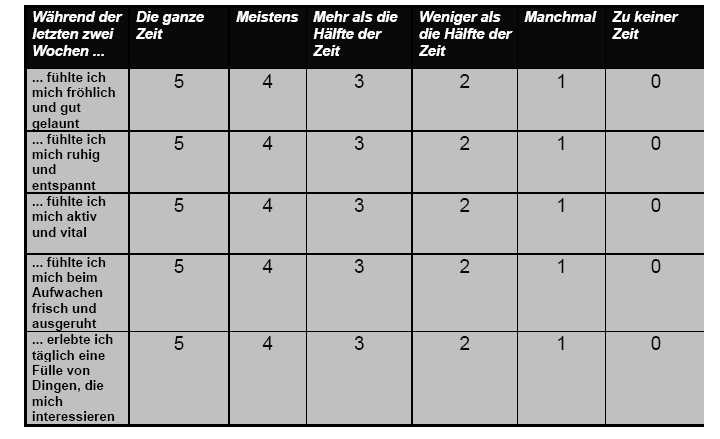 Während der letzten zwei Wochen ...
Die ganze Zeit
Meistens
Mehr als die Hälfte der Zeit
Weniger als die Hälfte der Zeit
Manchmal
Zu keiner Zeit
... fühlte ich
mich fröhlich
und gut
gelaunt
5 4 3 2 1 0
... fühlte ich
mich ruhig
und
entspannt
5 4 3 2 1 0
... fühlte ich
mich aktiv
und vital
5 4 3 2 1 0
... fühlte ich
mich beim
Aufwachen
frisch und
ausgeruht
5 4 3 2 1 0
... erlebte ich
täglich eine
Fülle von
Dingen, die
mich
interessieren
5 4 3 2 1 0